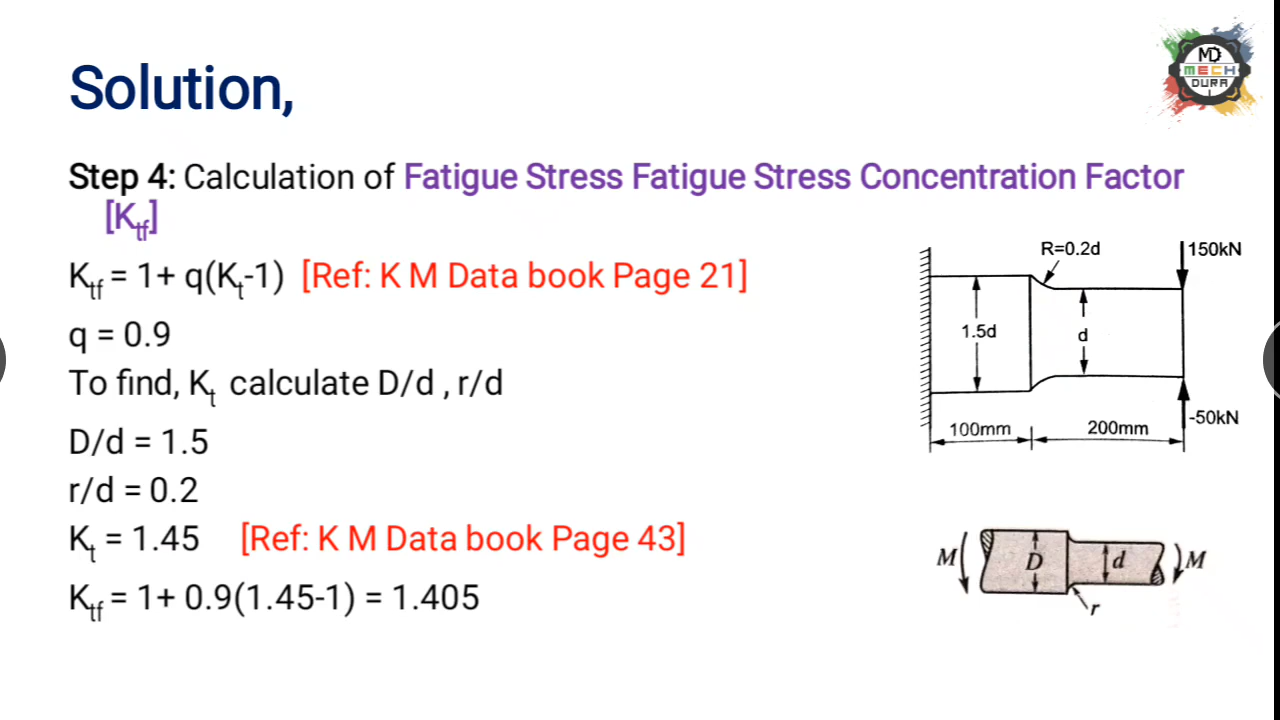 MD
MECH
DURA
Solution,
Step 4: Calculation of Fatigue Stress Fatigue Stress Concentration Factor
[Ktf]
Ktf = 1+ q(Kt-1) [Ref: K M Data book Page 21]
q = 0.9
To find, Kt calculate D/d , r/d
D/d = 1.5
r/d = 0.2
Kt = 1.45 [Ref: K M Data book Page 43]
Ktf = 1+ 0.9(1.45-1) = 1.405
R=0.2d
150kN
1.5d
d
-50kN
100mm
200mm
M
D
d
M
r